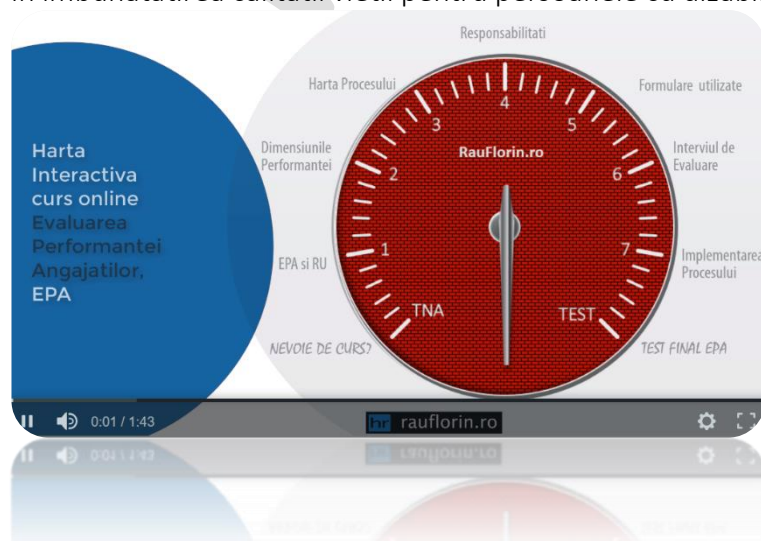 Responsabilitati
Harta Procesului
Formulare utilizate
Dimensiunile
Performantei
Interviul de
Evaluare
EPA si RU
Implementarea
Procesului
NEVOIE DE CURS?
TEST FINAL EPA
RauFlorin.ro
1
2
3
4
5
6
7
TNA
TEST
Harta
Interactiva
curs online
Evaluarea
Performantei
Angajatilor,
EPA
0:01 / 1:43
hr rauflorin.ro